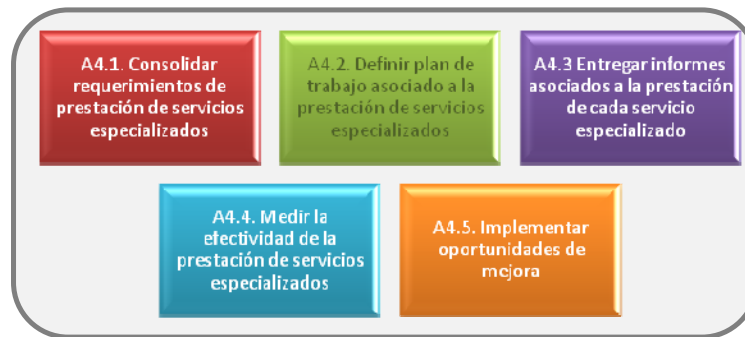 A4.1. Consolidar
requerimientos de
prestación de servicios
especializados
A4.2. Definir plan de
trabajo asociado a la
prestación de servicios
especializados
A4.3 Entregar informes
asociados a la prestación
de cada servicio
especializado
A4.4. Medir la
efectividad de la
prestación de servicios
especializados
A4.5. Implementar
oportunidades de
mejora